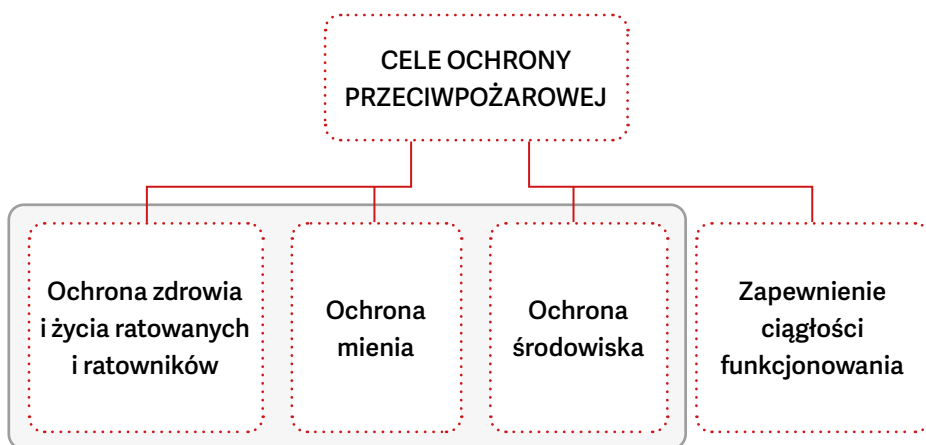 CELE OCHRONY
PRZECIWPOŻAROWEJ
Ochrona zdrowia
i życia ratowanych
i ratowników
Ochrona
mienia
Ochrona
środowiska
Zapewnienie
ciągłości
funkcjonowania